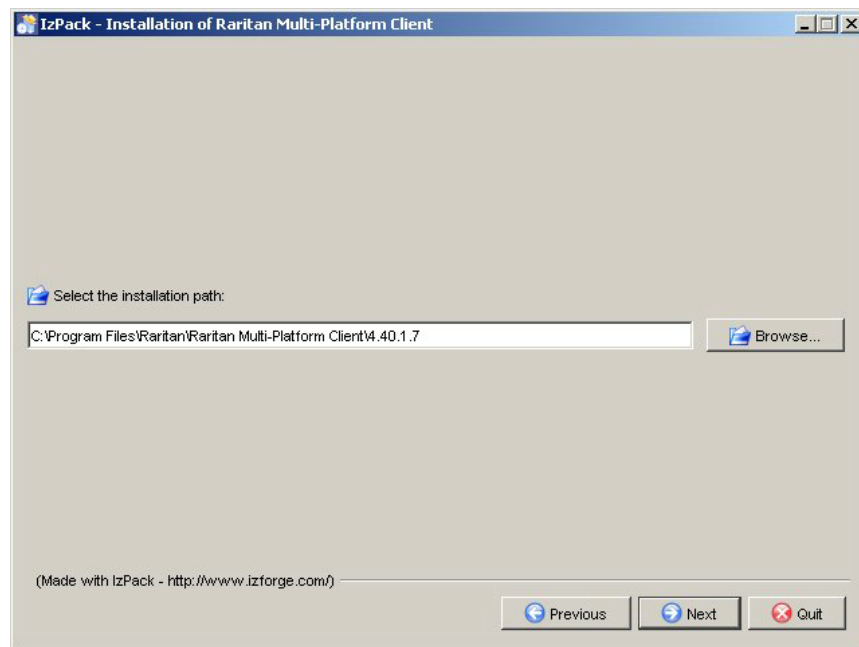 IzPack - Installation of Raritan Multi-Platform Client
Select the installation path:
C:\Program Files\Raritan\Raritan Multi-Platform Client\4.40.1.7
Browse...
(Made with IzPack - http://www.izforge.com/)
Previous
Next
Quit